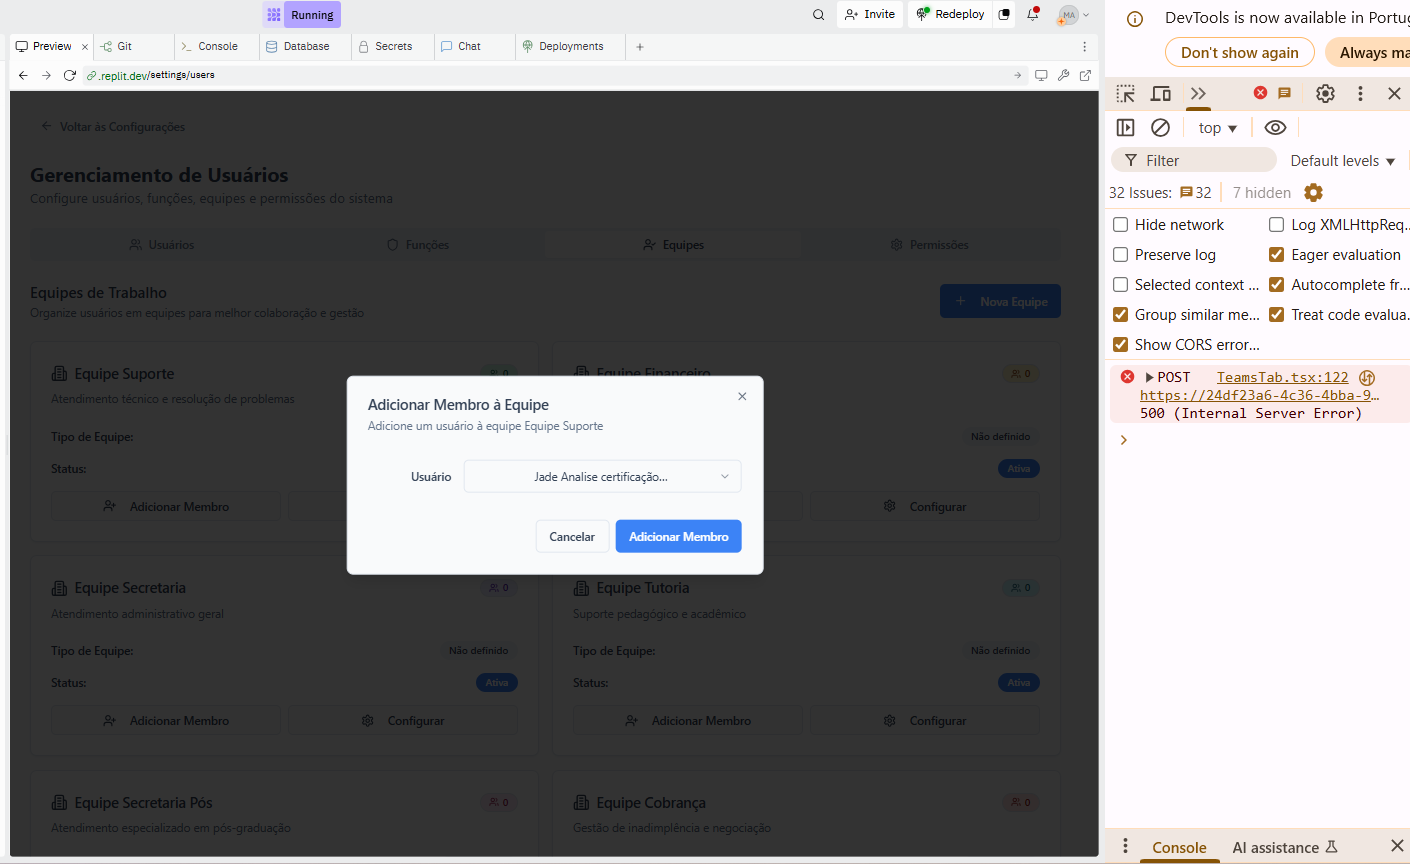 Running
Invite
Redeploy
MA
Preview
Git
Console
Database
Secrets
Chat
Deployments
.replit.dev/settings/users
Voltar às Configurações
Gerenciamento de Usuários
Configure usuários, funções, equipes e permissões do sistema
Usuários
Funções
Equipes
Permissões
Equipes de Trabalho
Organize usuários em equipes para melhor colaboração e gestão
Nova Equipe
Equipe Suporte
0
Atendimento técnico e resolução de problemas
Tipo de Equipe:
Status:
Adicionar Membro
Equipe Financeiro
0
Não definido
Ativa
Configurar
Adicionar Membro à Equipe
Adicione um usuário à equipe Equipe Suporte
Usuário
Jade Analise certificação...
Cancelar
Adicionar Membro
Equipe Secretaria
0
Atendimento administrativo geral
Tipo de Equipe:
Não definido
Status:
Ativa
Adicionar Membro
Configurar
Equipe Tutoria
0
Suporte pedagógico e acadêmico
Tipo de Equipe:
Não definido
Status:
Ativa
Adicionar Membro
Configurar
Equipe Secretaria Pós
0
Atendimento especializado em pós-graduação
Equipe Cobrança
0
Gestão de inadimplência e negociação
DevTools is now available in Portug
Don't show again
Always ma
top
Filter
Default levels
32 Issues:
32
7 hidden
Hide network
Log XMLHttpReq...
Preserve log
Eager evaluation
Selected context ...
Autocomplete fr...
Group similar me...
Treat code evalua...
Show CORS error...
POST
TeamsTab.tsx:122
https://24df23a6-4c36-4bba-9…
500 (Internal Server Error)
Console
AI assistance